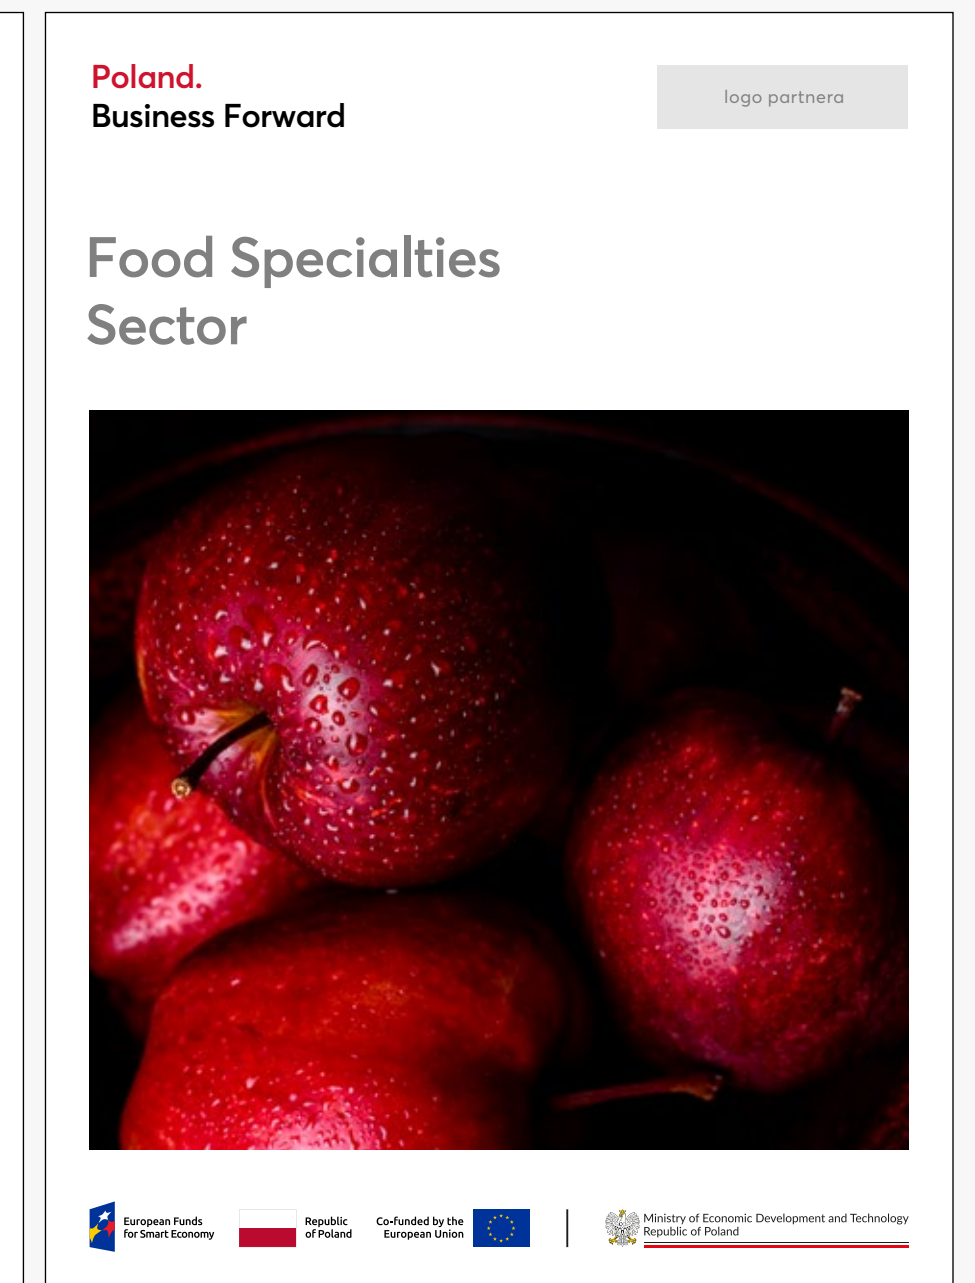 Poland.
Business Forward
logo partnera
Food Specialties
Sector
European Funds
for Smart Economy
Republic
of Poland
Co-funded by the
European Union
Ministry of Economic Development and Technology
Republic of Poland